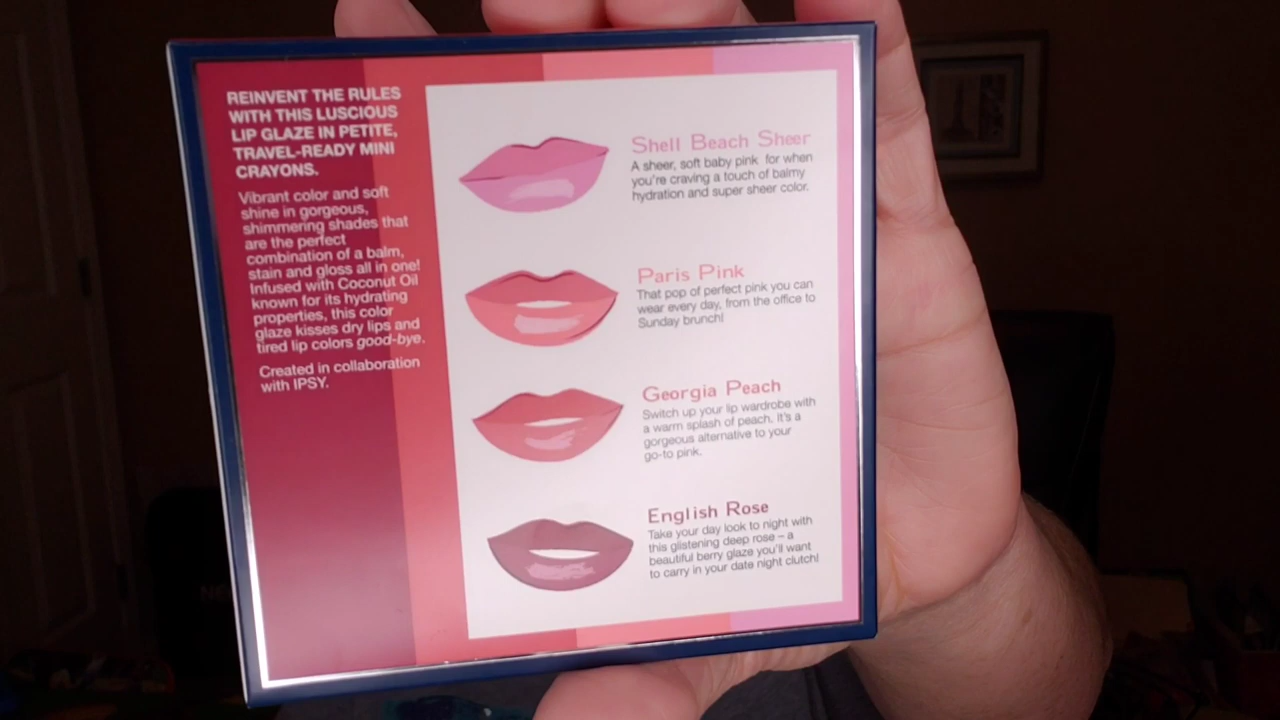 REINVENT THE RULES
WITH THIS LUSCIOUS
LIP GLAZE IN PETITE,
TRAVEL-READY MINI
CRAYONS.
Vibrant color and soft
shine in gorgeous,
shimmering shades that
are the perfect
combination of a balm,
stain and gloss all in one!
Infused with Coconut Oil
known for its hydrating
properties, this color
glaze kisses dry lips and
tired lip colors good-bye.
Created in collaboration
with IPSY.
Shell Beach Sheer
A sheer, soft baby pink for when
you're craving a touch of balmy
hydration and super sheer color.
Paris Pink
That pop of perfect pink you can
wear every day, from the office to
Sunday brunch!
Georgia Peach
Switch up your lip wardrobe with
a warm splash of peach. It's a
gorgeous alternative to your
go-to pink.
English Rose
Take your day look to night with
this glistening deep rose – a
beautiful berry glaze you'll want
to carry in your date night clutch!